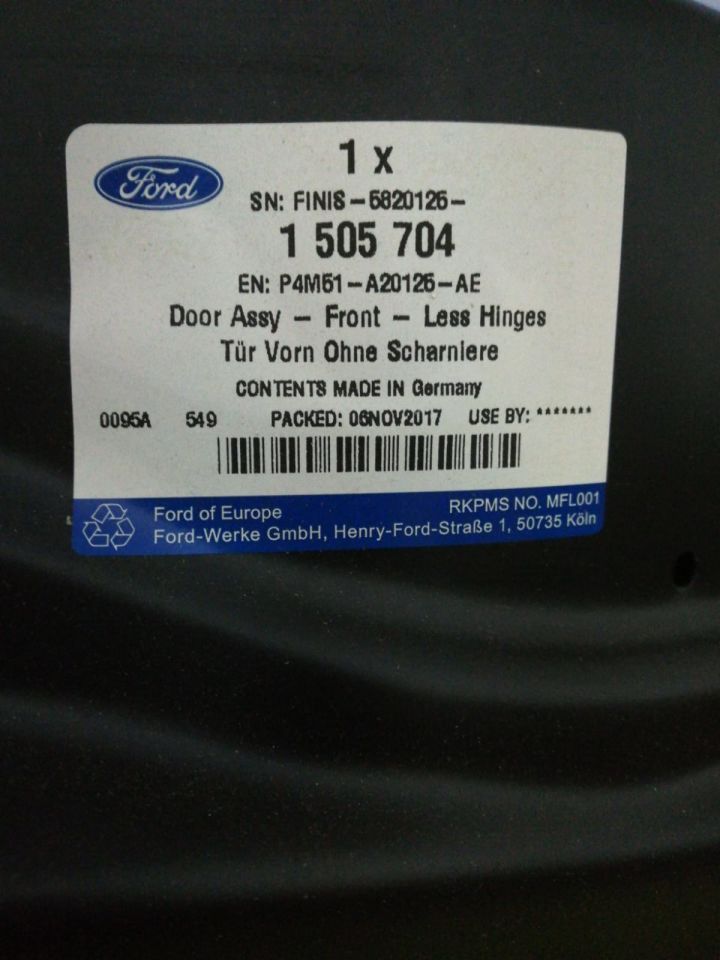 Ford
1 x
SN: FINIS-5820125-
1 505 704
EN: P4M51-A20125-AE
Door Assy - Front - Less Hinges
Tür Vorn Ohne Scharniere
CONTENTS MADE IN Germany
0095A 549 PACKED: 06NOV2017 USE BY: *******
Ford of Europe
RKPMS NO. MFL001
Ford-Werke GmbH, Henry-Ford-Straße 1, 50735 Köln